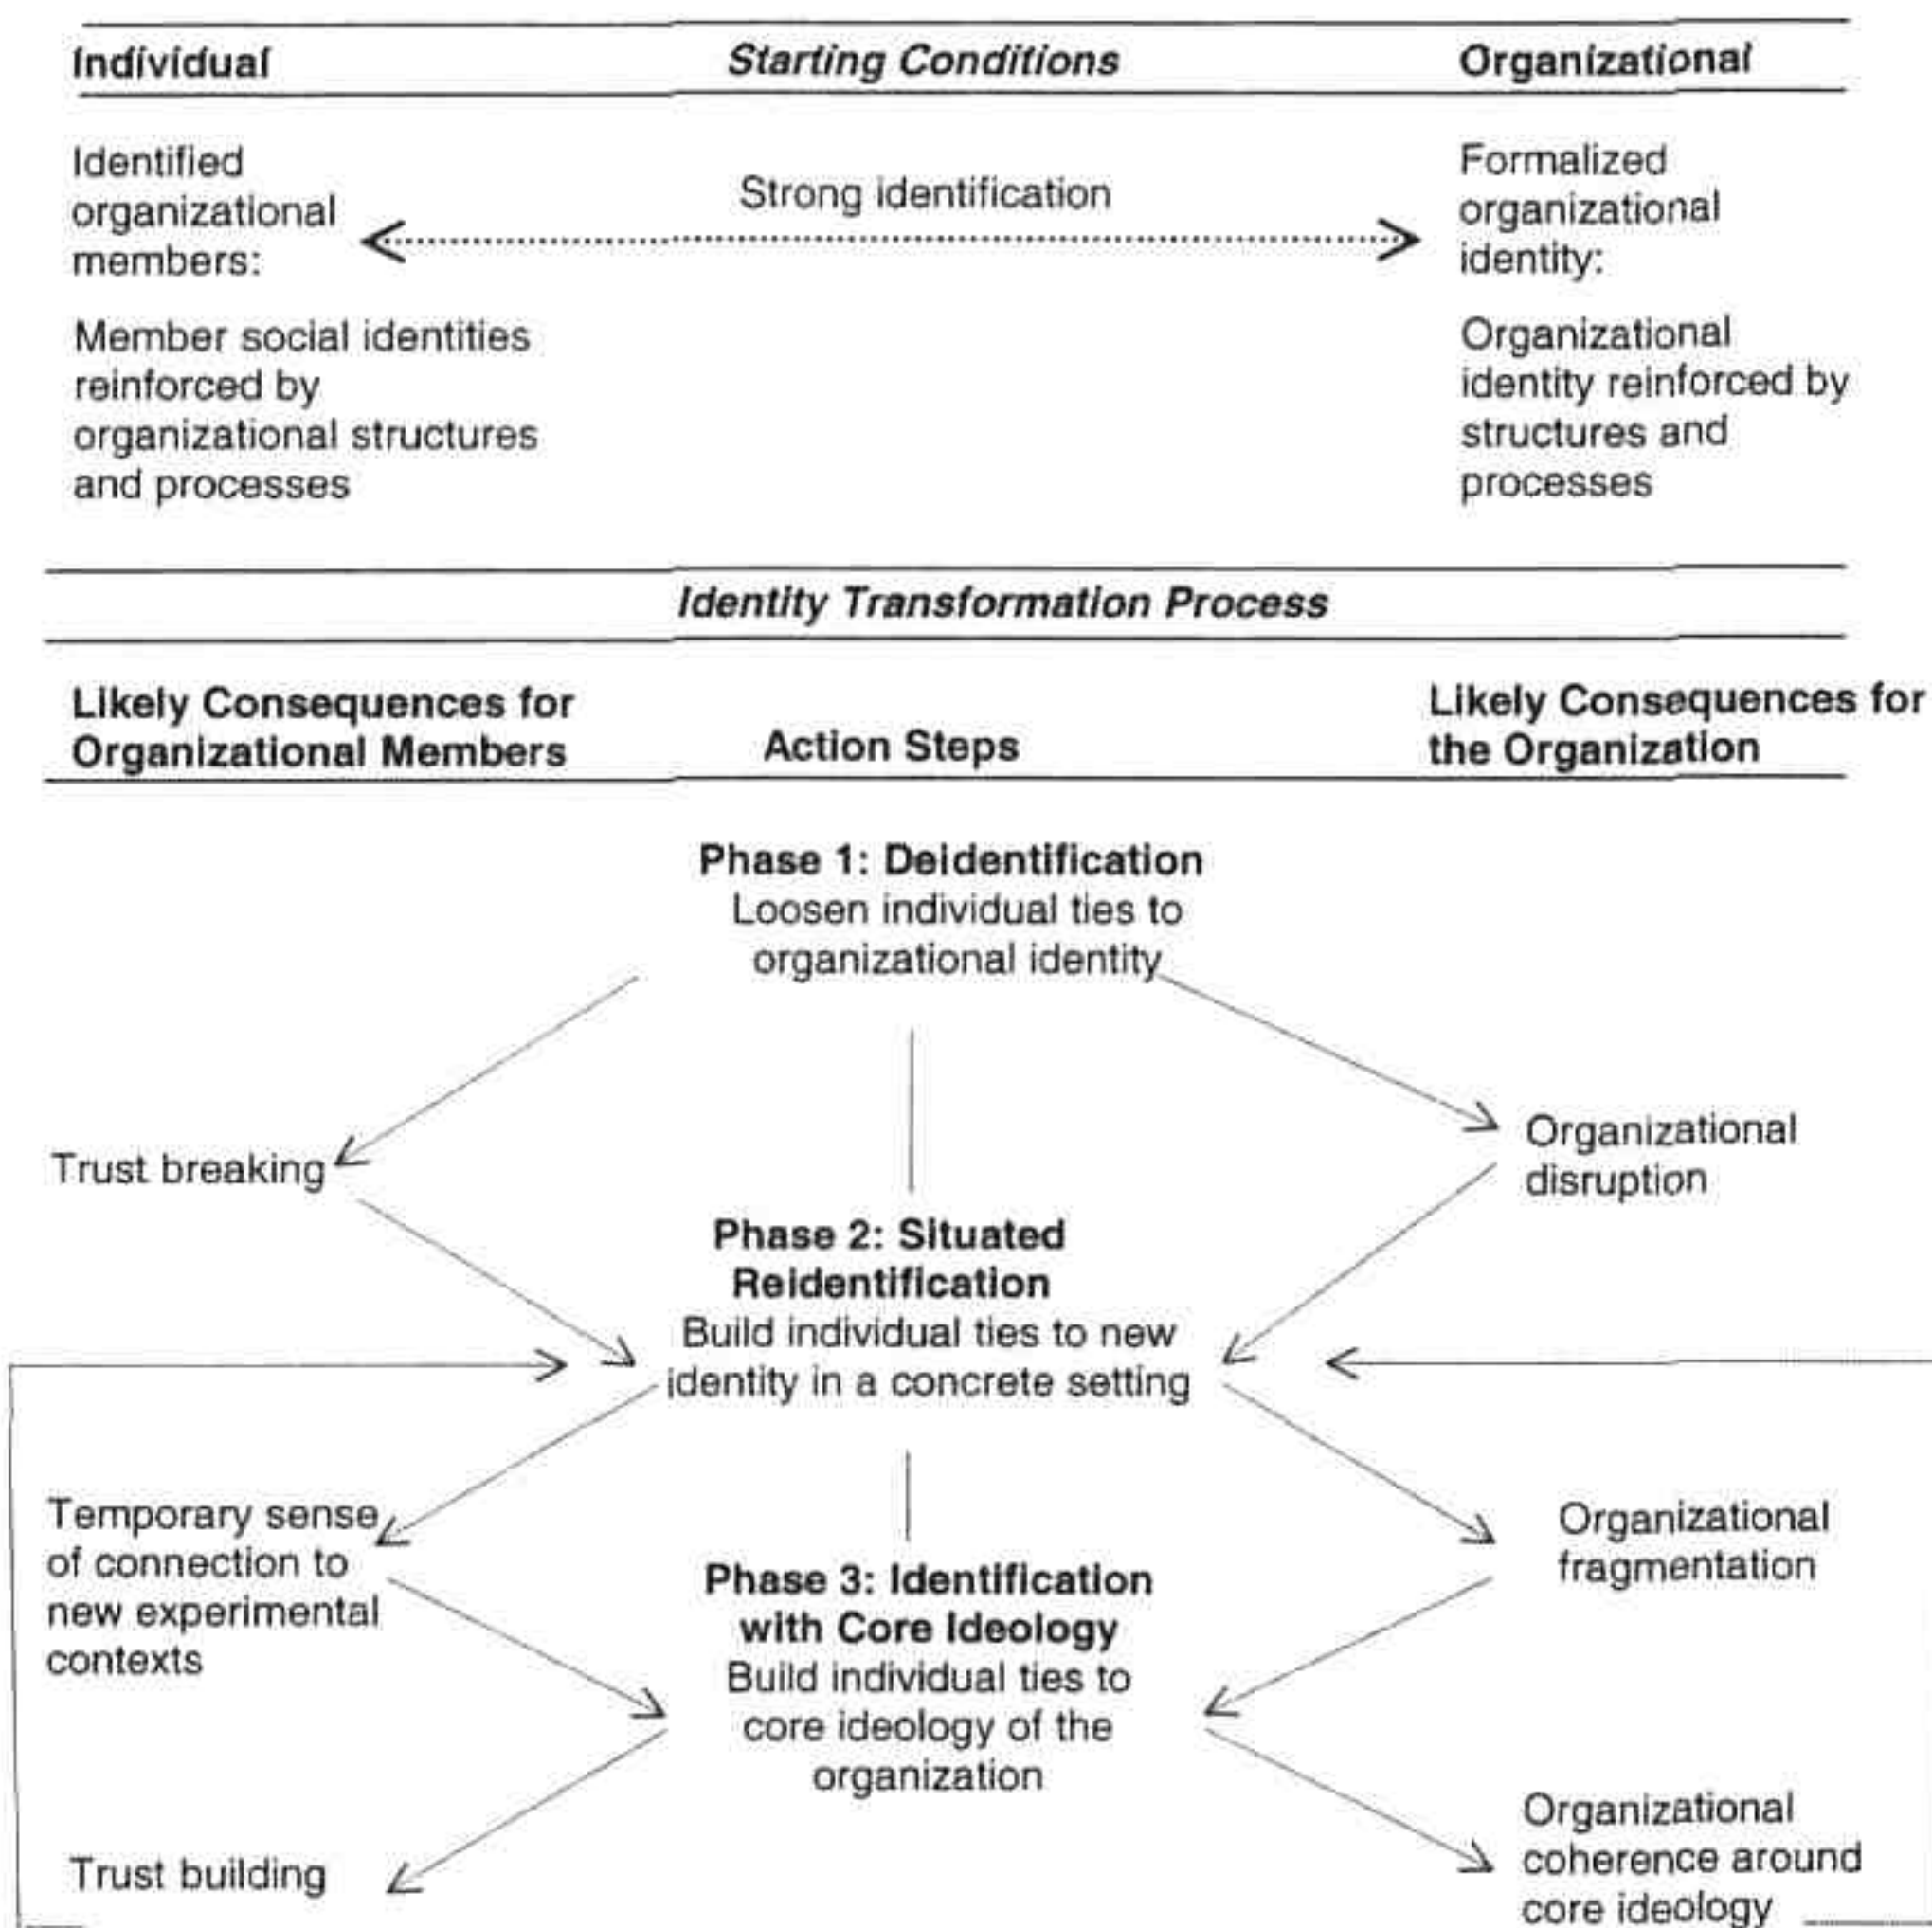 Individual
Starting Conditions
Organizational
Identified
organizational
members:
Strong identification
Formalized
organizational
identity:
Member social identities
reinforced by
organizational structures
and processes
Organizational
identity reinforced by
structures and
processes
Identity Transformation Process
Likely Consequences for
Organizational Members
Action Steps
Likely Consequences for
the Organization
Phase 1: Deidentification
Loosen individual ties to
organizational identity
Trust breaking
Organizational
disruption
Phase 2: Situated
Reidentification
Build individual ties to new
identity in a concrete setting
Temporary sense
of connection to
new experimental
contexts
Organizational
fragmentation
Phase 3: Identification
with Core Ideology
Build individual ties to
core ideology of the
organization
Trust building
Organizational
coherence around
core ideology